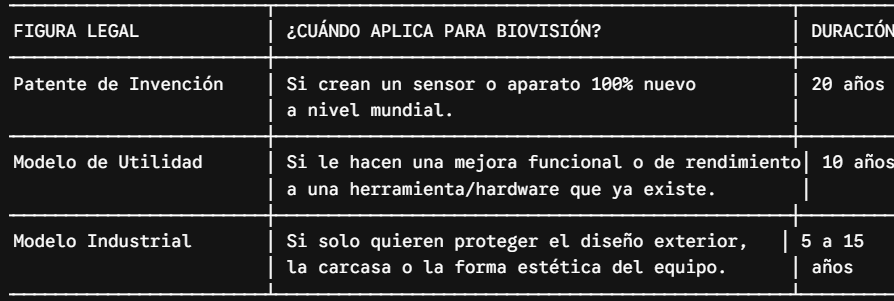 FIGURA LEGAL ¿CUÁNDO APLICA PARA BIOVISIÓN? DURACIÓN
Patente de Invención Si crean un sensor o aparato 100% nuevo 20 años
a nivel mundial.
Modelo de Utilidad Si le hacen una mejora funcional o de rendimiento 10 años
a una herramienta/hardware que ya existe.
Modelo Industrial Si solo quieren proteger el diseño exterior, 5 a 15
la carcasa o la forma estética del equipo. años